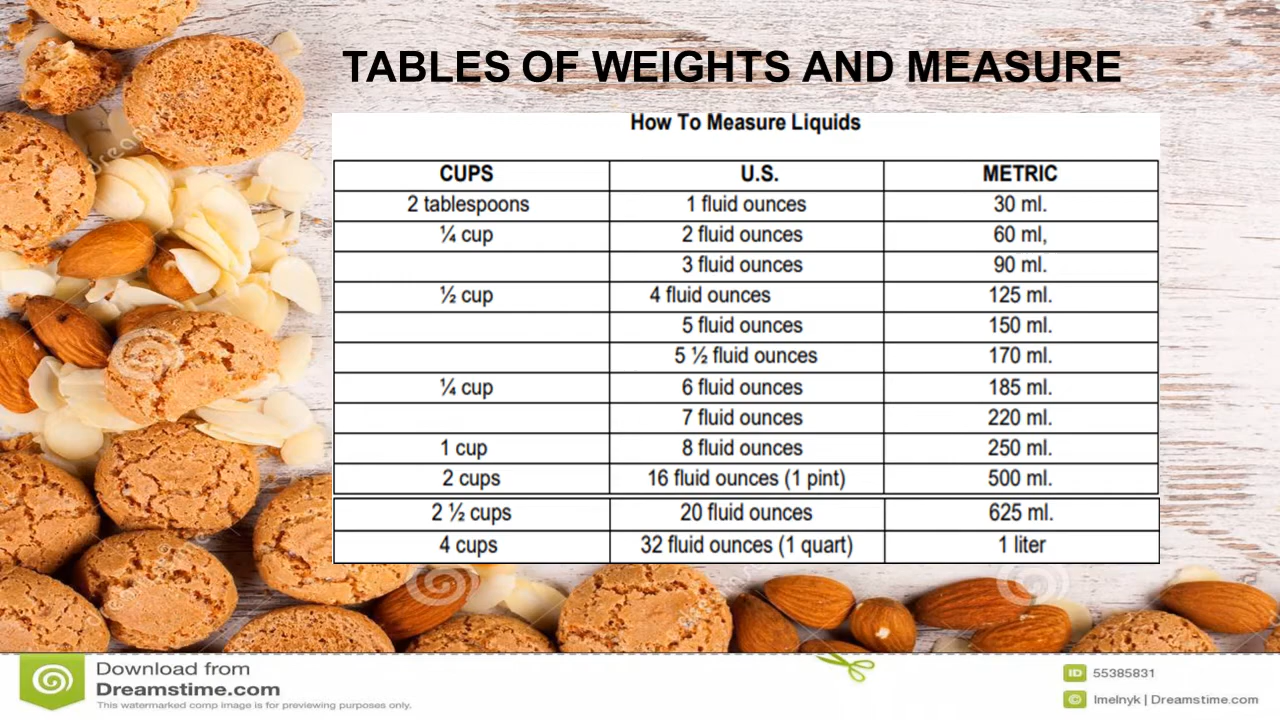 TABLES OF WEIGHTS AND MEASURE
How To Measure Liquids
CUPS U.S. METRIC
2 tablespoons 1 fluid ounces 30 ml.
¼ cup 2 fluid ounces 60 ml,
3 fluid ounces 90 ml.
½ cup 4 fluid ounces 125 ml.
5 fluid ounces 150 ml.
5 ½ fluid ounces 170 ml.
¼ cup 6 fluid ounces 185 ml.
7 fluid ounces 220 ml.
1 cup 8 fluid ounces 250 ml.
2 cups 16 fluid ounces (1 pint) 500 ml.
2 ½ cups 20 fluid ounces 625 ml.
4 cups 32 fluid ounces (1 quart) 1 liter
Download from
Dreamstime.com
This watermarked comp image is for previewing purposes only.
ID 55385831
Imelnyk | Dreamstime.com